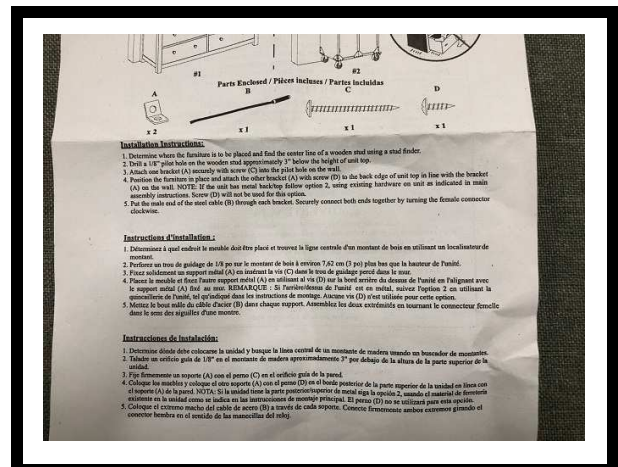 #1
#2
Parts Enclosed / Pièces incluses / Partes incluidas
A B C D
x 2 x 1 x 1 x 1
Installation Instructions:
1. Determine where the furniture is to be placed and find the center line of a wooden stud using a stud finder.
2. Drill a 1/8" pilot hole on the wooden stud approximately 3" below the height of unit top.
3. Attach one bracket (A) securely with screw (C) into the pilot hole on the wall.
4. Position the furniture in place and attach the other bracket (A) with screw (D) to the back edge of unit top in line with the bracket
(A) on the wall. NOTE: If the unit has metal back/top follow option 2, using existing hardware on unit as indicated in main
assembly instructions. Screw (D) will not be used for this option.
5. Put the male end of the steel cable (B) through each bracket. Securely connect both ends together by turning the female connector
clockwise.
Instructions d'installation :
1. Déterminez à quel endroit le meuble doit être placé et trouvez la ligne centrale d'un montant de bois en utilisant un localisateur de
montant.
2. Perforez un trou de guidage de 1/8 po sur le montant de bois à environ 7,62 cm (3 po) plus bas que la hauteur de l'unité.
3. Fixez solidement un support métal (A) en insérant la vis (C) dans le trou de guidage percé dans le mur.
4. Placez le meuble et fixez l'autre support métal (A) en utilisant al vis (D) sur la bord arrière du dessus de l'unité en l'alignant avec
le support métal (A) fixé au mur. REMARQUE : Si l'arrière/dessus de l'unité est en métal, suivez l'option 2 en utilisant la
quincaillerie de l'unité, tel qu'indiqué dans les instructions de montage. Aucune vis (D) n'est utilisée pour cette option.
5. Mettez le bout mâle du câble d'acier (B) dans chaque support. Assemblez les deux extrémités en tournant le connecteur femelle
dans le sens des aiguilles d'une montre.
Instrucciones de Instalación:
1. Determine dónde debe colocarse la unidad y busque la línea central de un montante de madera usando un buscador de montantes.
2. Taladre un orificio guía de 1/8" en el montante de madera aproximadamente 3" por debajo de la altura de la parte superior de la
unidad.
3. Fije firmemente un soporte (A) con el perno (C) en el orificio guía de la pared.
4. Coloque los muebles y coloque el otro soporte (A) con el perno (D) en el borde posterior de la parte superior de la unidad en línea con
el soporte (A) de la pared. NOTA: Si la unidad tiene la parte posterior/superior de metal siga la opción 2, usando el material de ferretería
existente en la unidad como se indica en las instrucciones de montaje principal. El perno (D) no se utilizará para esta opción.
5. Coloque el extremo macho del cable de acero (B) a través de cada soporte. Conecte firmemente ambos extremos girando el
conector hembra en el sentido de las manecillas del reloj.